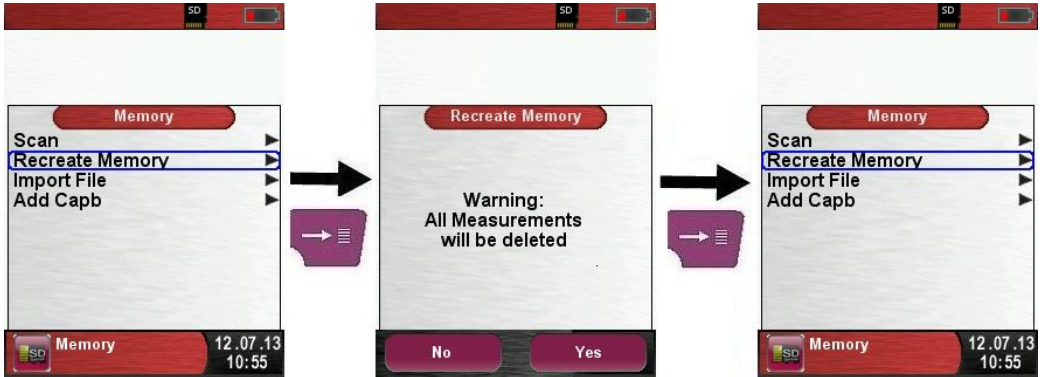 SD
Memory
Scan
Recreate Memory
Import File
Add Capb
SD
Memory
12.07.13
10:55
SD
Recreate Memory
Warning:
All Measurements
will be deleted
No
Yes
SD
Memory
Scan
Recreate Memory
Import File
Add Capb
SD
Memory
12.07.13
10:55